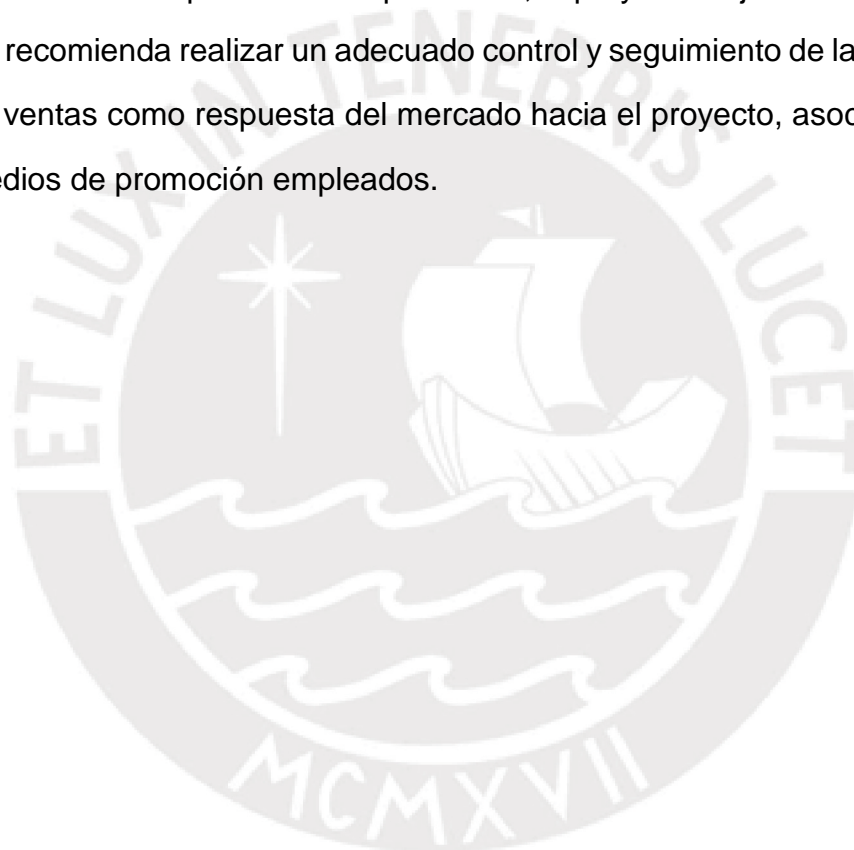 recomienda realizar un adecuado control y seguimiento de la
ventas como respuesta del mercado hacia el proyecto, asoc
edios de promoción empleados.
ET LUX IN TENEBRIS LUCET
MCMXVII